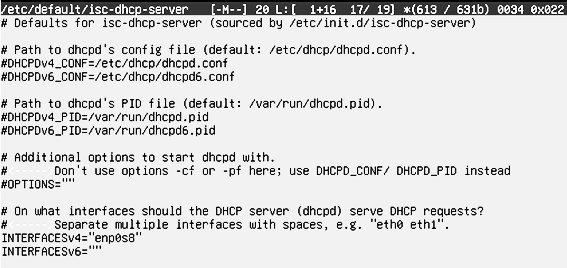 /etc/default/isc-dhcp-server [-M--] 20 L:[ 1+16 17/ 19] *(613 / 631b) 0034 0x022
# Defaults for isc-dhcp-server (sourced by /etc/init.d/isc-dhcp-server)
# Path to dhcpd's config file (default: /etc/dhcp/dhcpd.conf).
#DHCPDv4_CONF=/etc/dhcp/dhcpd.conf
#DHCPDv6_CONF=/etc/dhcp/dhcpd6.conf
# Path to dhcpd's PID file (default: /var/run/dhcpd.pid).
#DHCPDv4_PID=/var/run/dhcpd.pid
#DHCPDv6_PID=/var/run/dhcpd6.pid
# Additional options to start dhcpd with.
# Don't use options -cf or -pf here; use DHCPD_CONF/ DHCPD_PID instead
#OPTIONS=""
# On what interfaces should the DHCP server (dhcpd) serve DHCP requests?
# Separate multiple interfaces with spaces, e.g. "eth0 eth1".
INTERFACESv4="enp0s8"
INTERFACESv6=""